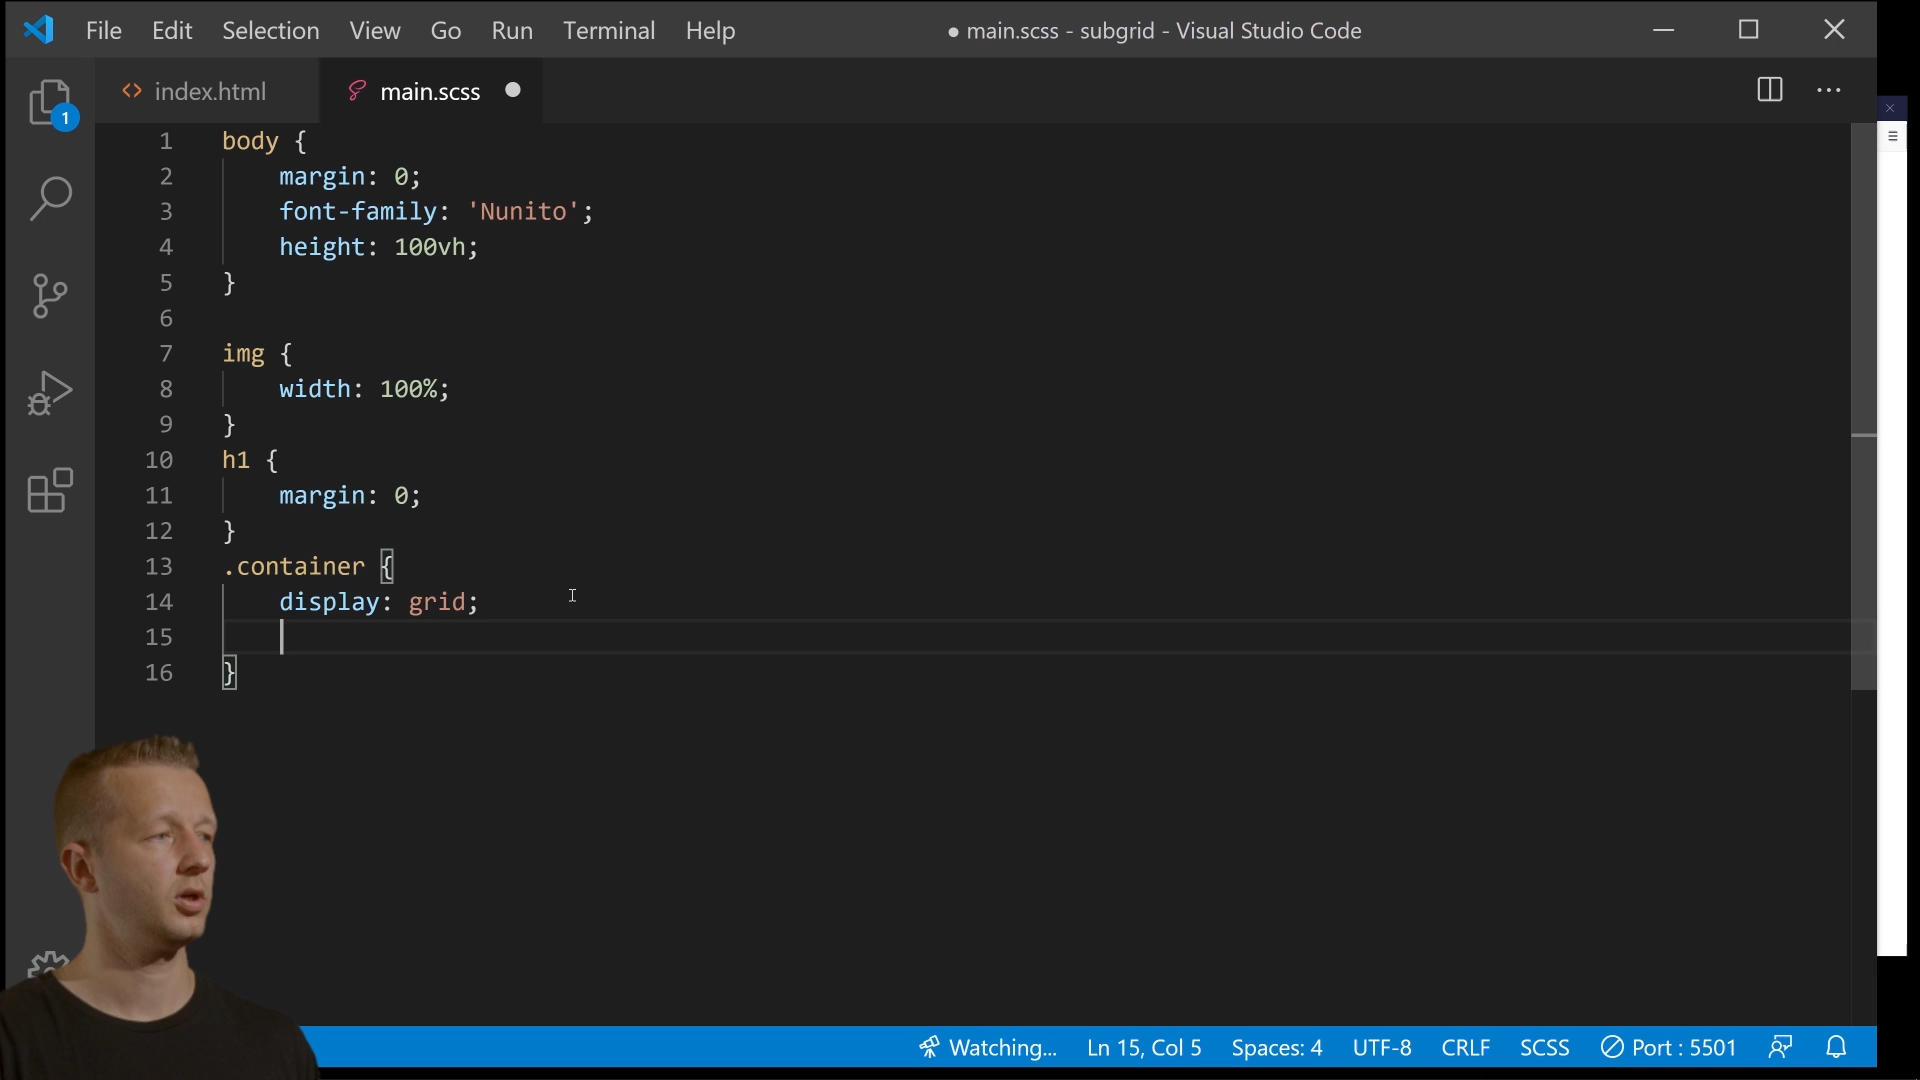 File Edit Selection View Go Run Terminal Help ● main.scss - subgrid - Visual Studio Code
index.html main.scss
1
1 body {
2 margin: 0;
3 font-family: 'Nunito';
4 height: 100vh;
5 }
6
7 img {
8 width: 100%;
9 }
10 h1 {
11 margin: 0;
12 }
13 .container {
14 display: grid;
15
16 }
Watching... Ln 15, Col 5 Spaces: 4 UTF-8 CRLF SCSS Port : 5501